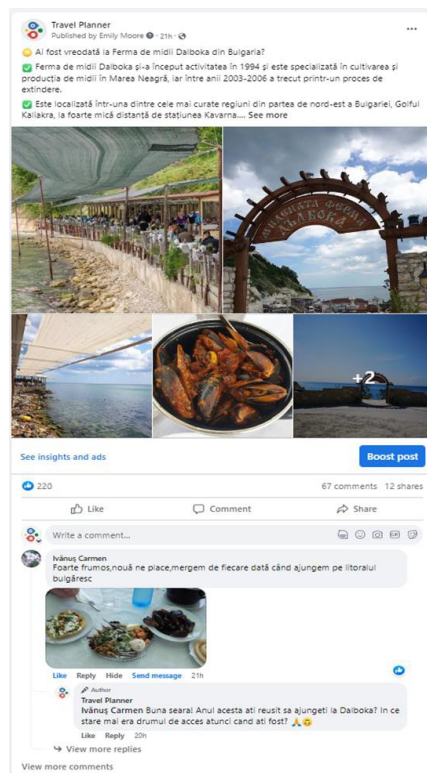 Travel Planner
Published by Emily Moore · 21h ·
Ai fost vreodată la Ferma de midii Dalboka din Bulgaria?
Ferma de midii Dalboka și-a început activitatea în 1994 și este specializată în cultivarea și
producția de midii în Marea Neagră, iar între anii 2003-2006 a trecut printr-un proces de
extindere.
Este localizată într-una dintre cele mai curate regiuni din partea de nord-est a Bulgariei, Golful
Kaliakra, la foarte mică distanță de stațiunea Kavarna.... See more
МИДЕНАТА ФЕРМА
ДЪЛБОКА
+2
See insights and ads
Boost post
220
67 comments 12 shares
Like
Comment
Share
Write a comment...
GIF
Ivănuș Carmen
Foarte frumos,nouă ne place,mergem de fiecare dată când ajungem pe litoralul
bulgăresc
Like Reply Hide Send message 21h
Author
Travel Planner
Ivănuș Carmen Buna seara! Anul acesta ati reusit sa ajungeti la Dalboka? In ce
stare mai era drumul de acces atunci cand ati fost?
Like Reply 20h
View more replies
View more comments